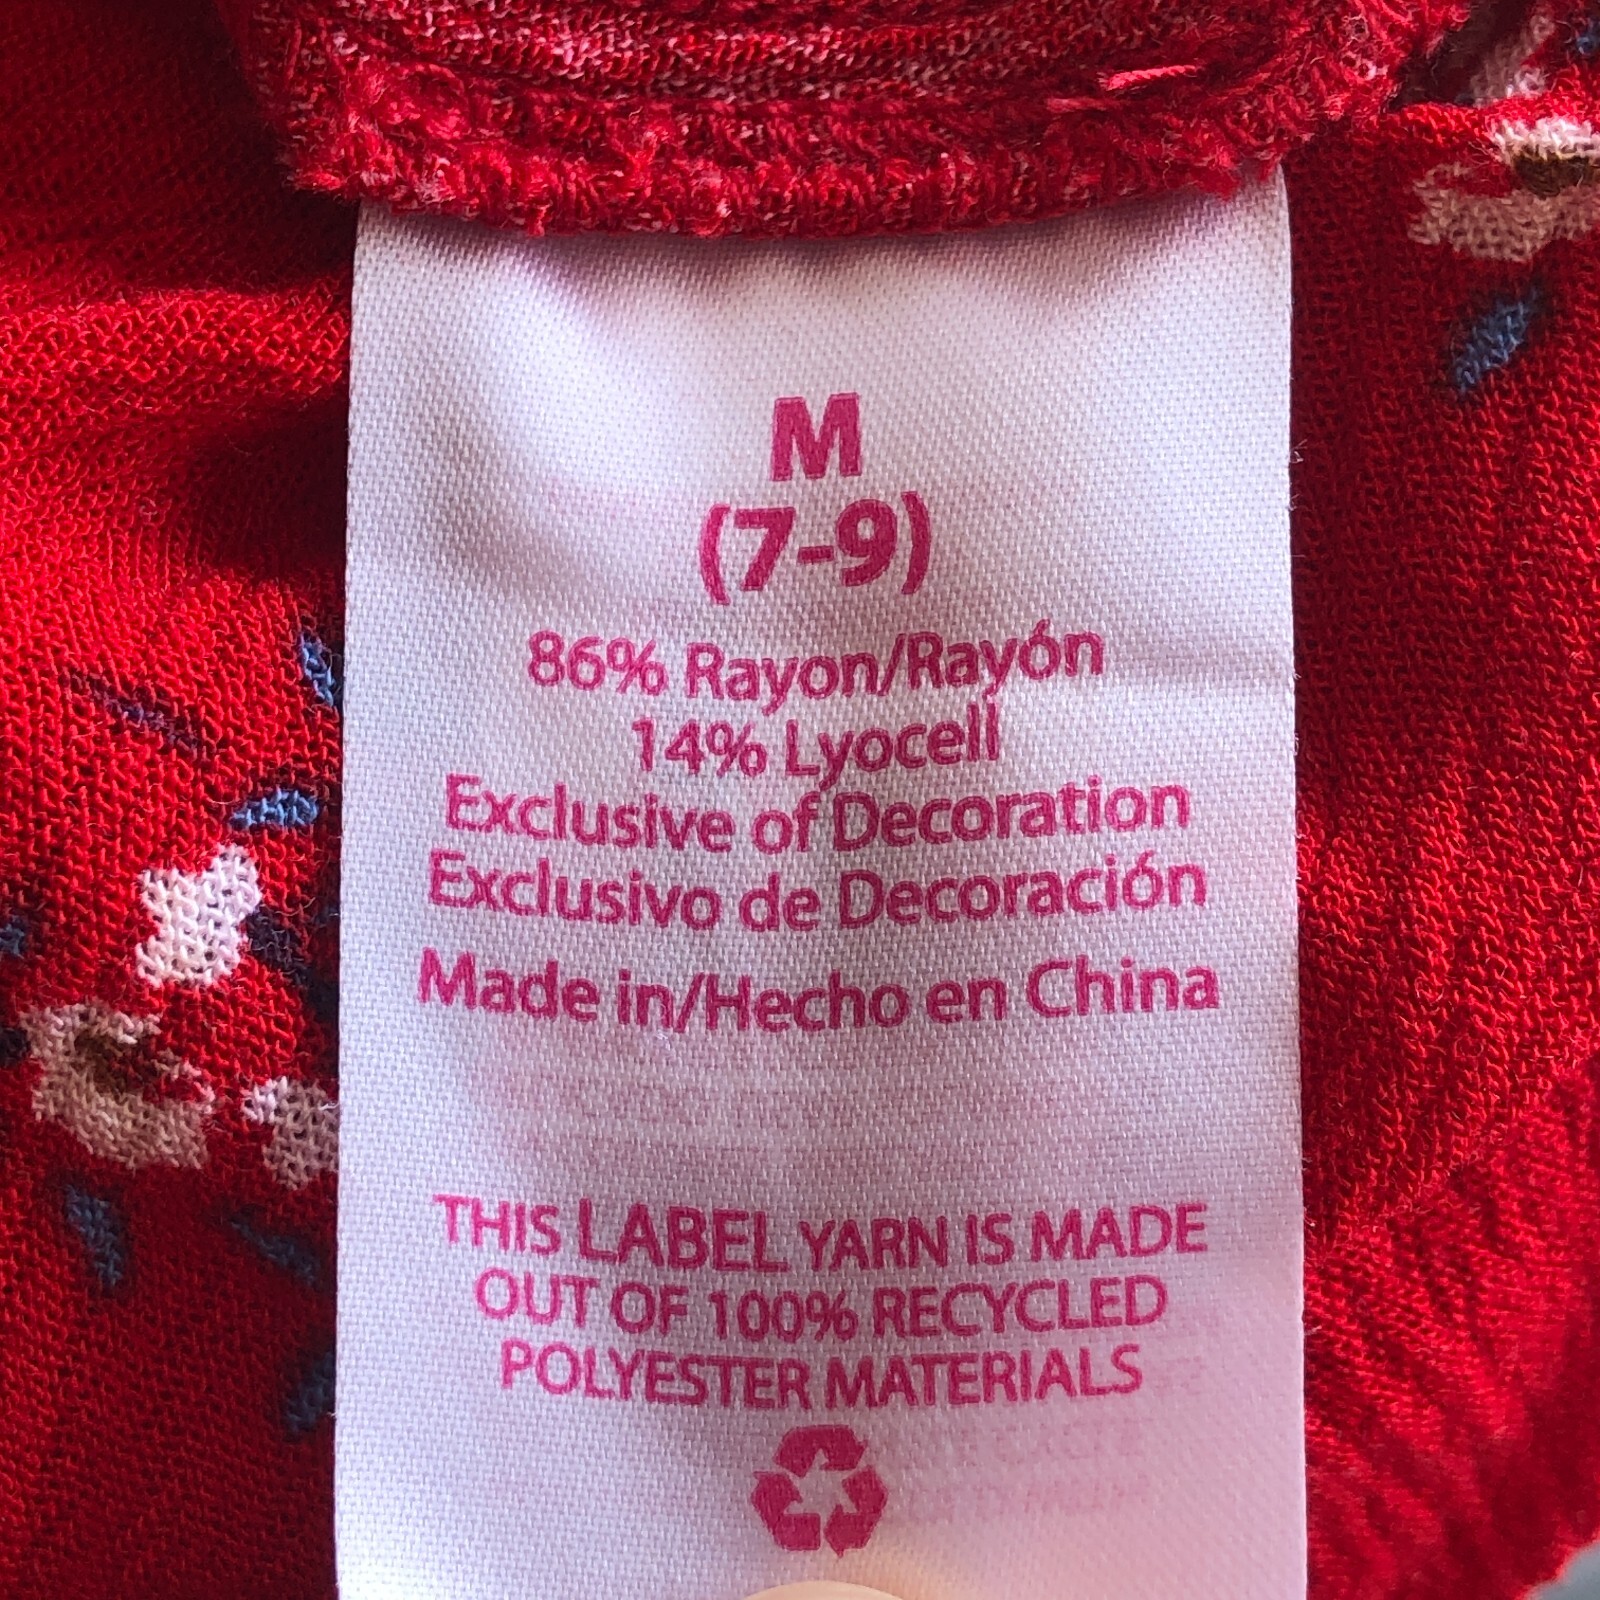 M
(7-9)
86% Rayon/Rayón
14% Lyocell
Exclusive of Decoration
Exclusivo de Decoración
Made in/Hecho en China
THIS LABEL YARN IS MADE
OUT OF 100% RECYCLED
POLYESTER MATERIALS